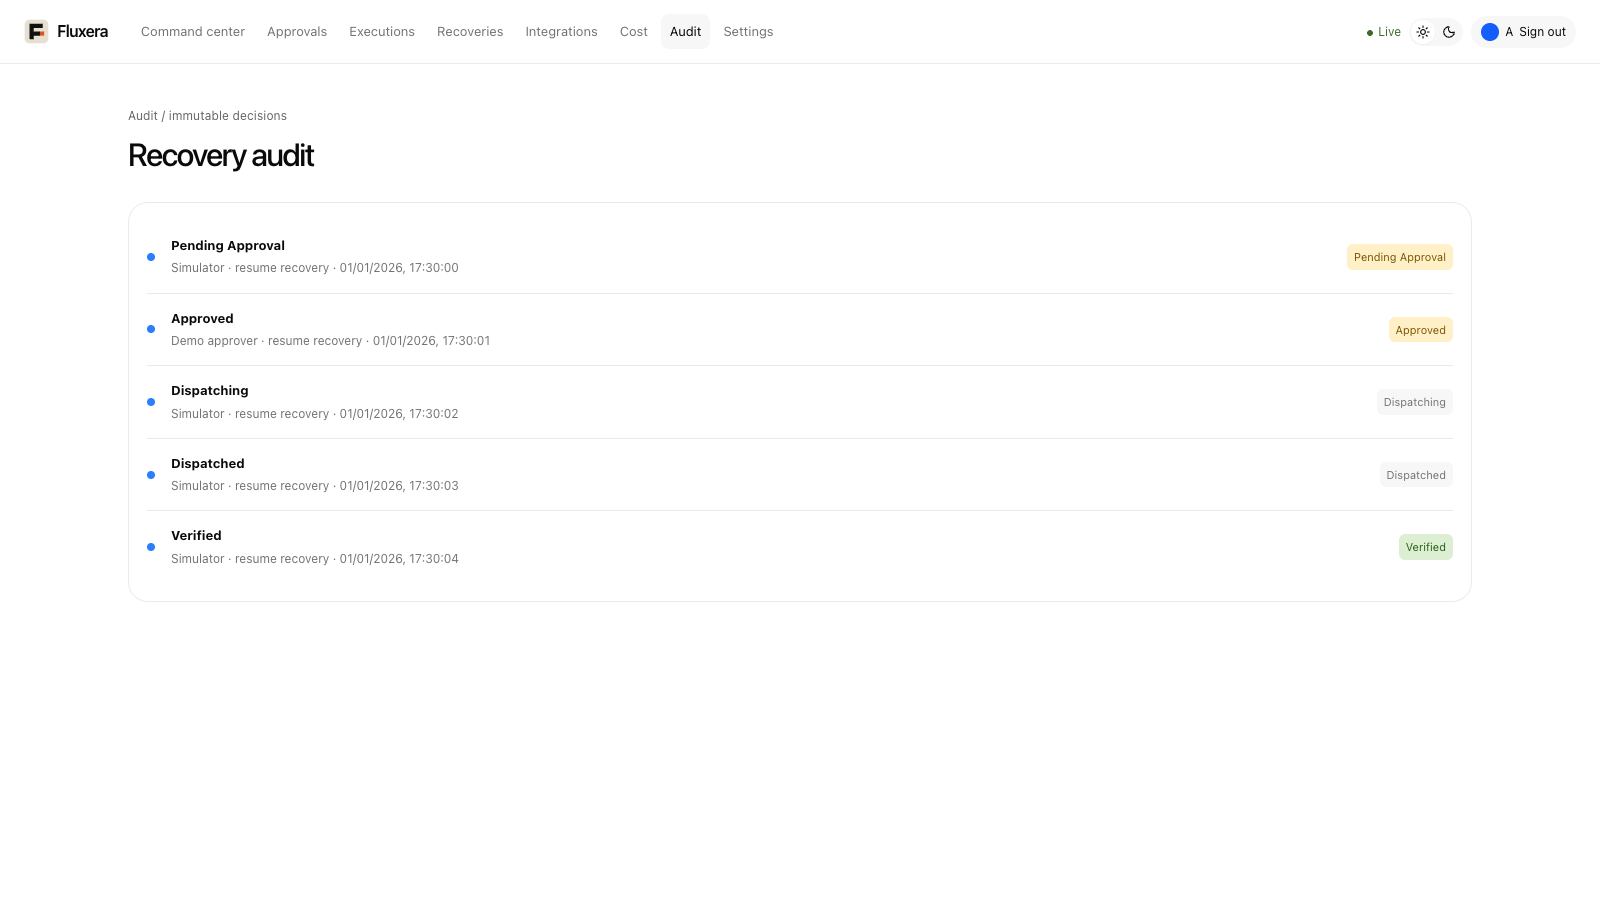 Fluxera
Command center
Approvals
Executions
Recoveries
Integrations
Cost
Audit
Settings
Live
A Sign out
Audit / immutable decisions
Recovery audit
Pending Approval
Simulator · resume recovery · 01/01/2026, 17:30:00
Pending Approval
Approved
Demo approver · resume recovery · 01/01/2026, 17:30:01
Approved
Dispatching
Simulator · resume recovery · 01/01/2026, 17:30:02
Dispatching
Dispatched
Simulator · resume recovery · 01/01/2026, 17:30:03
Dispatched
Verified
Simulator · resume recovery · 01/01/2026, 17:30:04
Verified